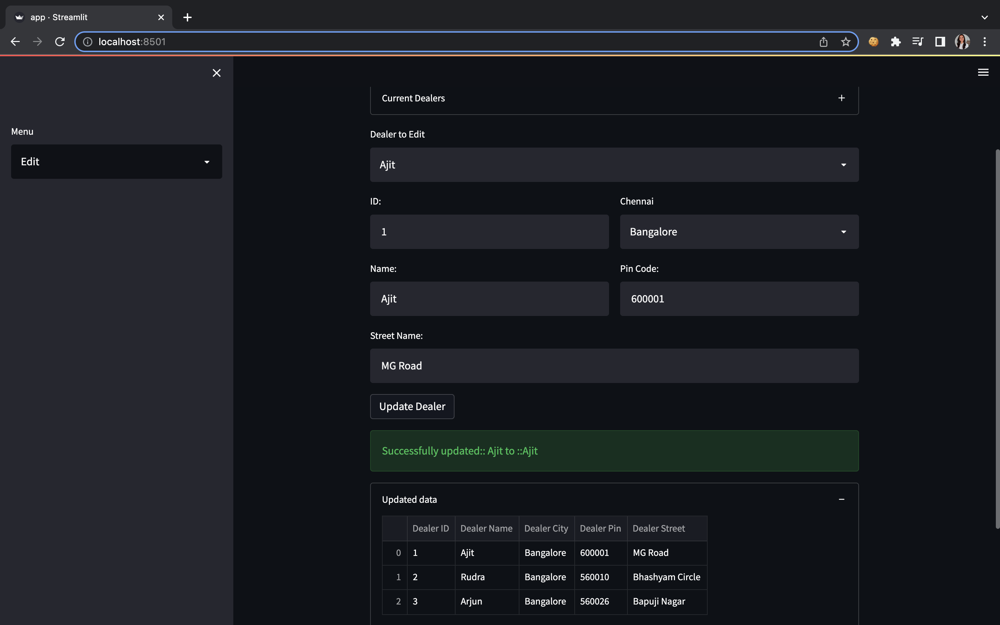 app · Streamlit
localhost:8501
Menu
Edit
Current Dealers
Dealer to Edit
Ajit
ID:
Chennai
1
Bangalore
Name:
Pin Code:
Ajit
600001
Street Name:
MG Road
Update Dealer
Successfully updated:: Ajit to ::Ajit
Updated data
Dealer ID Dealer Name Dealer City Dealer Pin Dealer Street
0 1 Ajit Bangalore 600001 MG Road
1 2 Rudra Bangalore 560010 Bhashyam Circle
2 3 Arjun Bangalore 560026 Bapuji Nagar